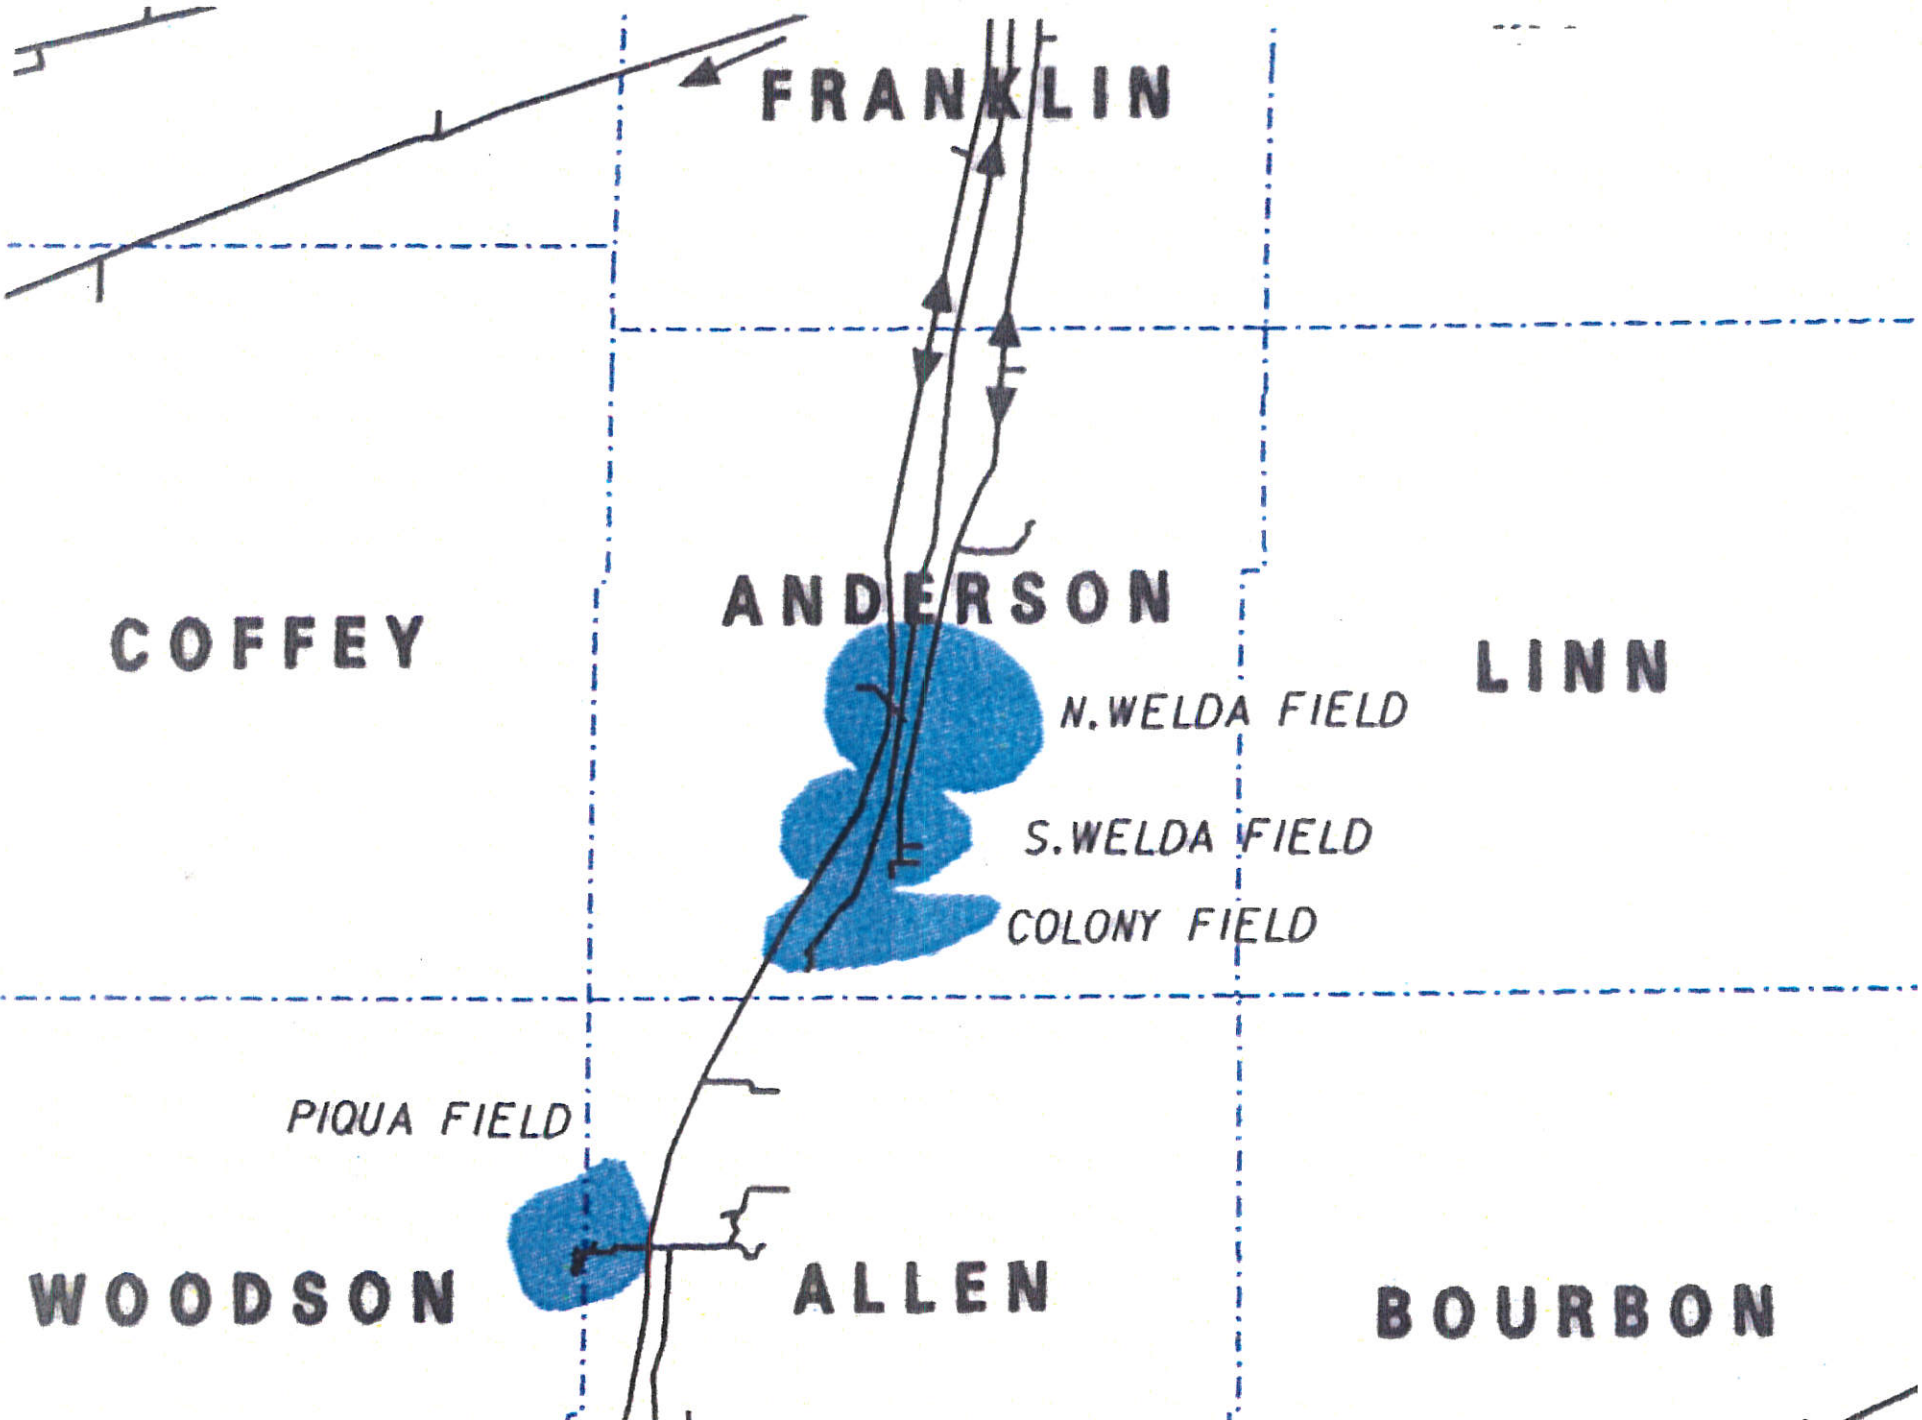 FRANKLIN
ANDERSON
COFFEY
LINN
N.WELDA FIELD
S.WELDA FIELD
COLONY FIELD
PIQUA FIELD
WOODSON
ALLEN
BOURBON